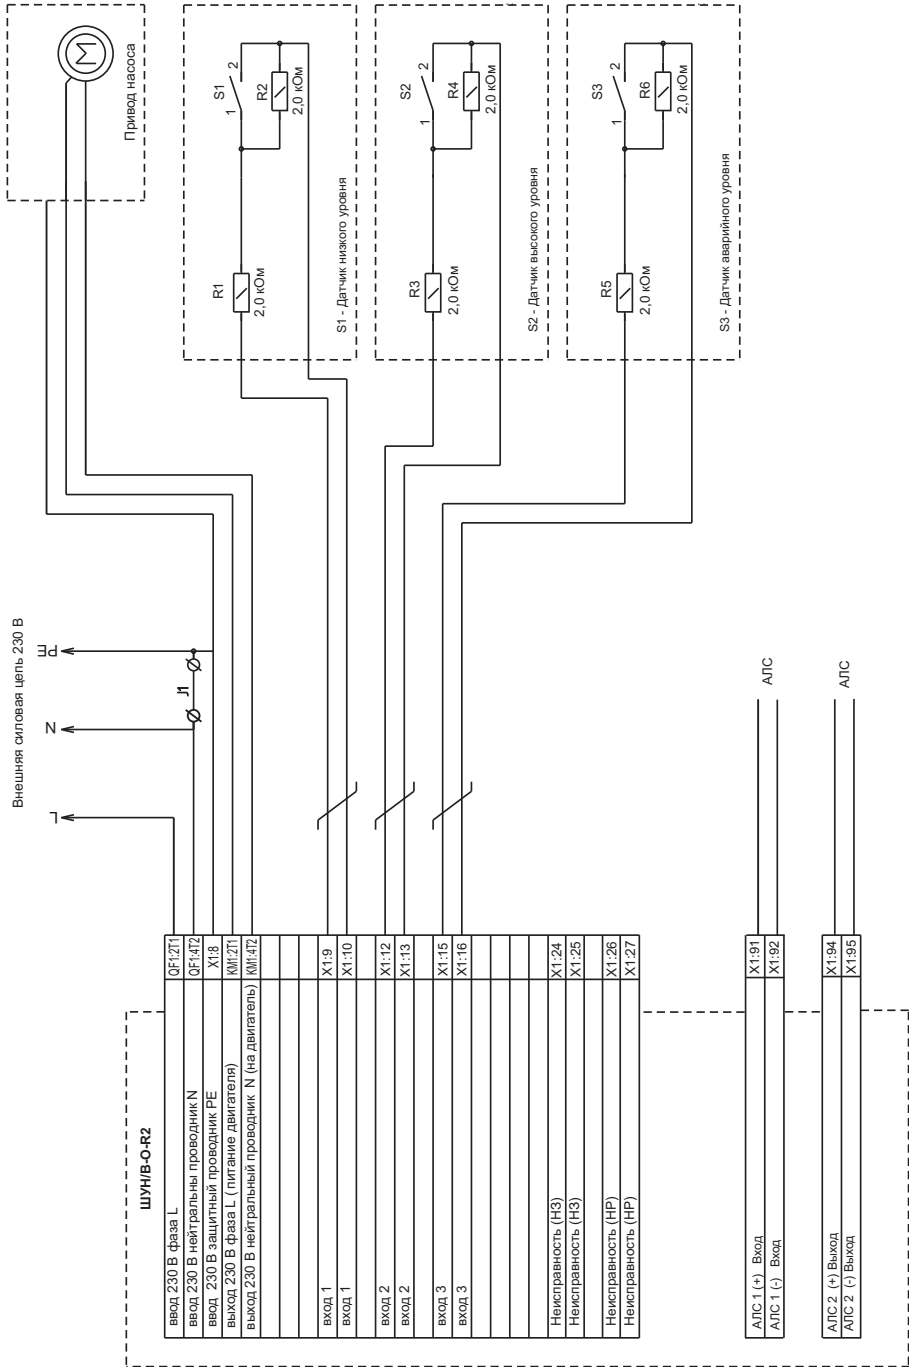 ШУН/В-О-R2
ввод 230 В фаза L
QF1:2T1
ввод 230 В нейтральны проводник N
QF1:4T2
ввод 230 В защитный проводник PE
X1:8
выход 230 В фаза L ( питание двигателя)
KM1:2T1
выход 230 В нейтральный проводник N (на двигатель)
KM1:4T2
вход 1
X1:9
вход 1
X1:10
вход 2
X1:12
вход 2
X1:13
вход 3
X1:15
вход 3
X1:16
Неисправность (НЗ)
X1:24
Неисправность (НЗ)
X1:25
Неисправность (НР)
X1:26
Неисправность (НР)
X1:27
АЛС 1 (+) Вход
X1:91
АЛС 1 (-) Вход
X1:92
АЛС
АЛС 2 (+) Выход
X1:94
АЛС 2 (-) Выход
X1:95
АЛС
Внешняя силовая цепь 230 В
L
N
PE
J1
M
Привод насоса
S1
1
2
R2
2,0 кОм
R1
2,0 кОм
S1 - Датчик низкого уровня
S2
1
2
R4
2,0 кОм
R3
2,0 кОм
S2 - Датчик высокого уровня
S3
1
2
R6
2,0 кОм
R5
2,0 кОм
S3 - Датчик аварийного уровня